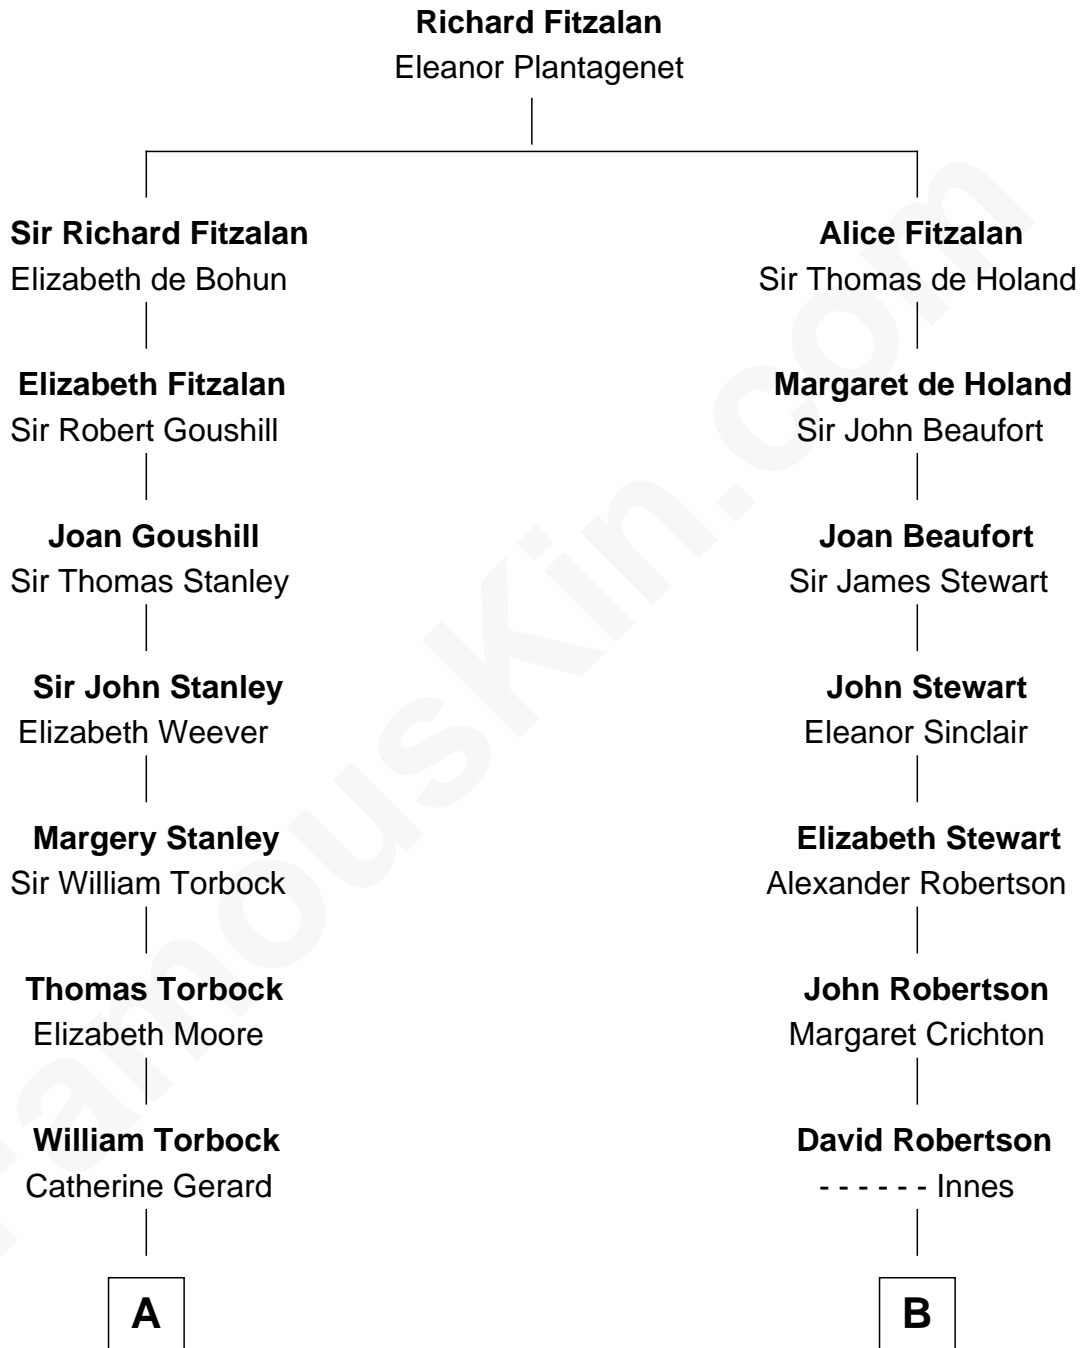 Richard Fitzalan
Eleanor Plantagenet
Sir Richard Fitzalan
Elizabeth de Bohun
Elizabeth Fitzalan
Sir Robert Goushill
Joan Goushill
Sir Thomas Stanley
Sir John Stanley
Elizabeth Weever
Margery Stanley
Sir William Torbock
Thomas Torbock
Elizabeth Moore
William Torbock
Catherine Gerard
A
Alice Fitzalan
Sir Thomas de Holand
Margaret de Holand
Sir John Beaufort
Joan Beaufort
Sir James Stewart
John Stewart
Eleanor Sinclair
Elizabeth Stewart
Alexander Robertson
John Robertson
Margaret Crichton
David Robertson
- - - - - - Innes
B
FamousKin.com